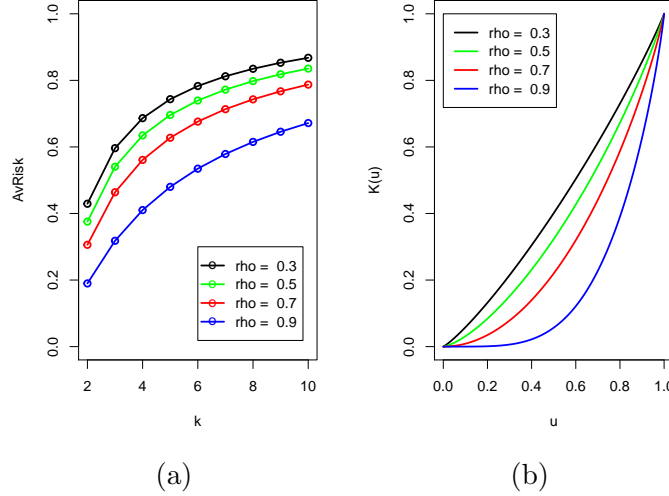 AvRisk
1.0
0.8
0.6
0.4
0.2
0.0
rho = 0.3
rho = 0.5
rho = 0.7
rho = 0.9
2 4 6 8 10
k
(a)
K(u)
1.0
0.8
0.6
0.4
0.2
0.0
rho = 0.3
rho = 0.5
rho = 0.7
rho = 0.9
0.0 0.2 0.4 0.6 0.8 1.0
u
(b)